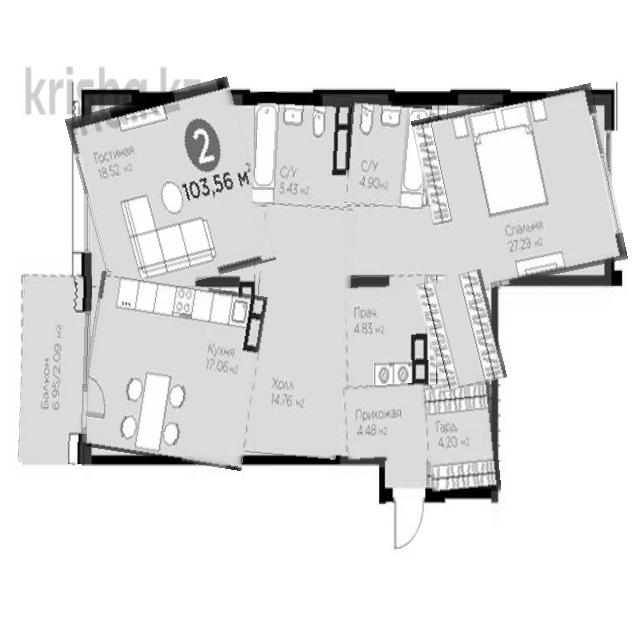 krisha.kz
2
103,56 м²
Гостиная
18.52 м2
С/У
5.43 м2
С/У
4.90 м2
Спальня
27.29 м2
Прач.
4.83 м2
Балкон
6.95/2.09 м2
Кухня
17.06 м2
Холл
14.76 м2
Прихожая
4.48 м2
Гард.
4.20 м2